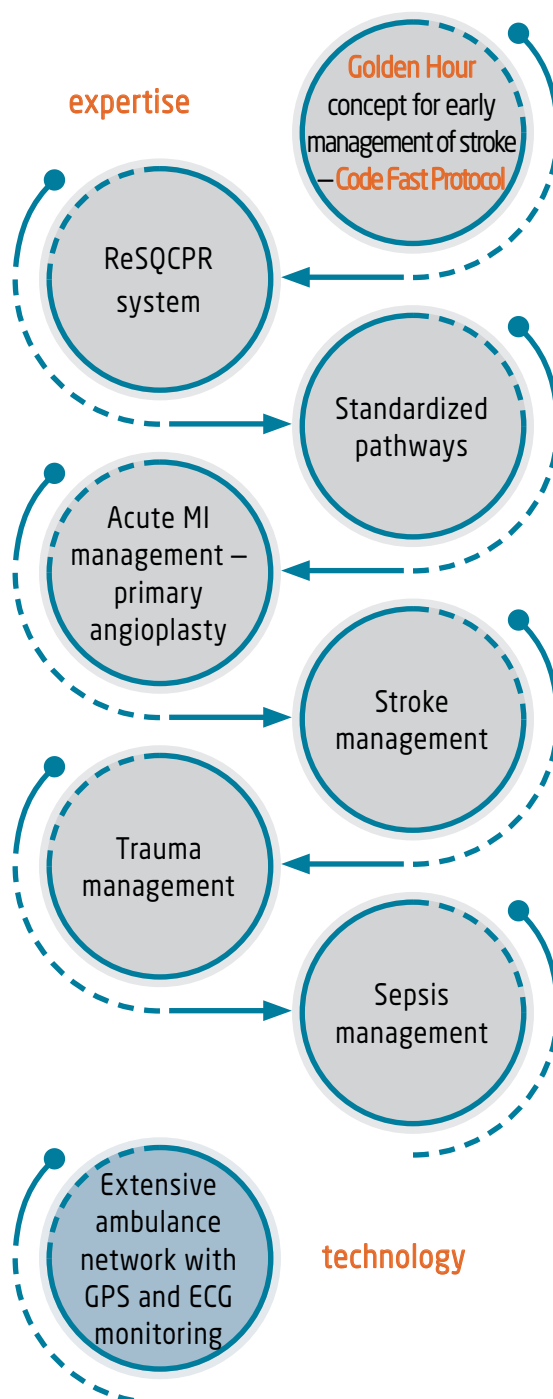 expertise
Golden Hour
concept for early
management of stroke
– Code Fast Protocol
ReSQCPR
system
Standardized
pathways
Acute MI
management –
primary
angioplasty
Stroke
management
Trauma
management
Sepsis
management
Extensive
ambulance
network with
GPS and ECG
monitoring
technology